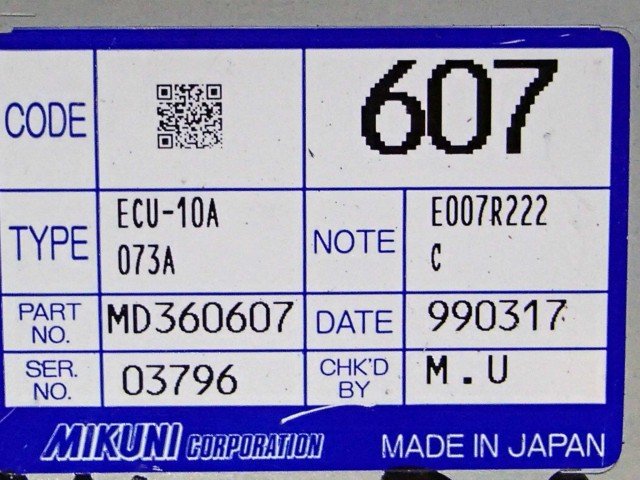 CODE
607
TYPE
ECU-10A
073A
NOTE
E007R222
C
PART
NO.
MD360607
DATE
990317
SER.
NO.
03796
CHK'D
BY
M.U
MIKUNI CORPORATION
MADE IN JAPAN